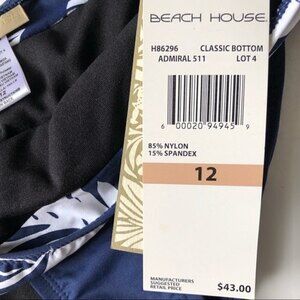 BEACH HOUSE
H86296 CLASSIC BOTTOM
ADMIRAL 511 LOT 4
6 00020 94945 9
85% NYLON
15% SPANDEX
12
MANUFACTURERS
SUGGESTED
RETAIL PRICE $43.00
12